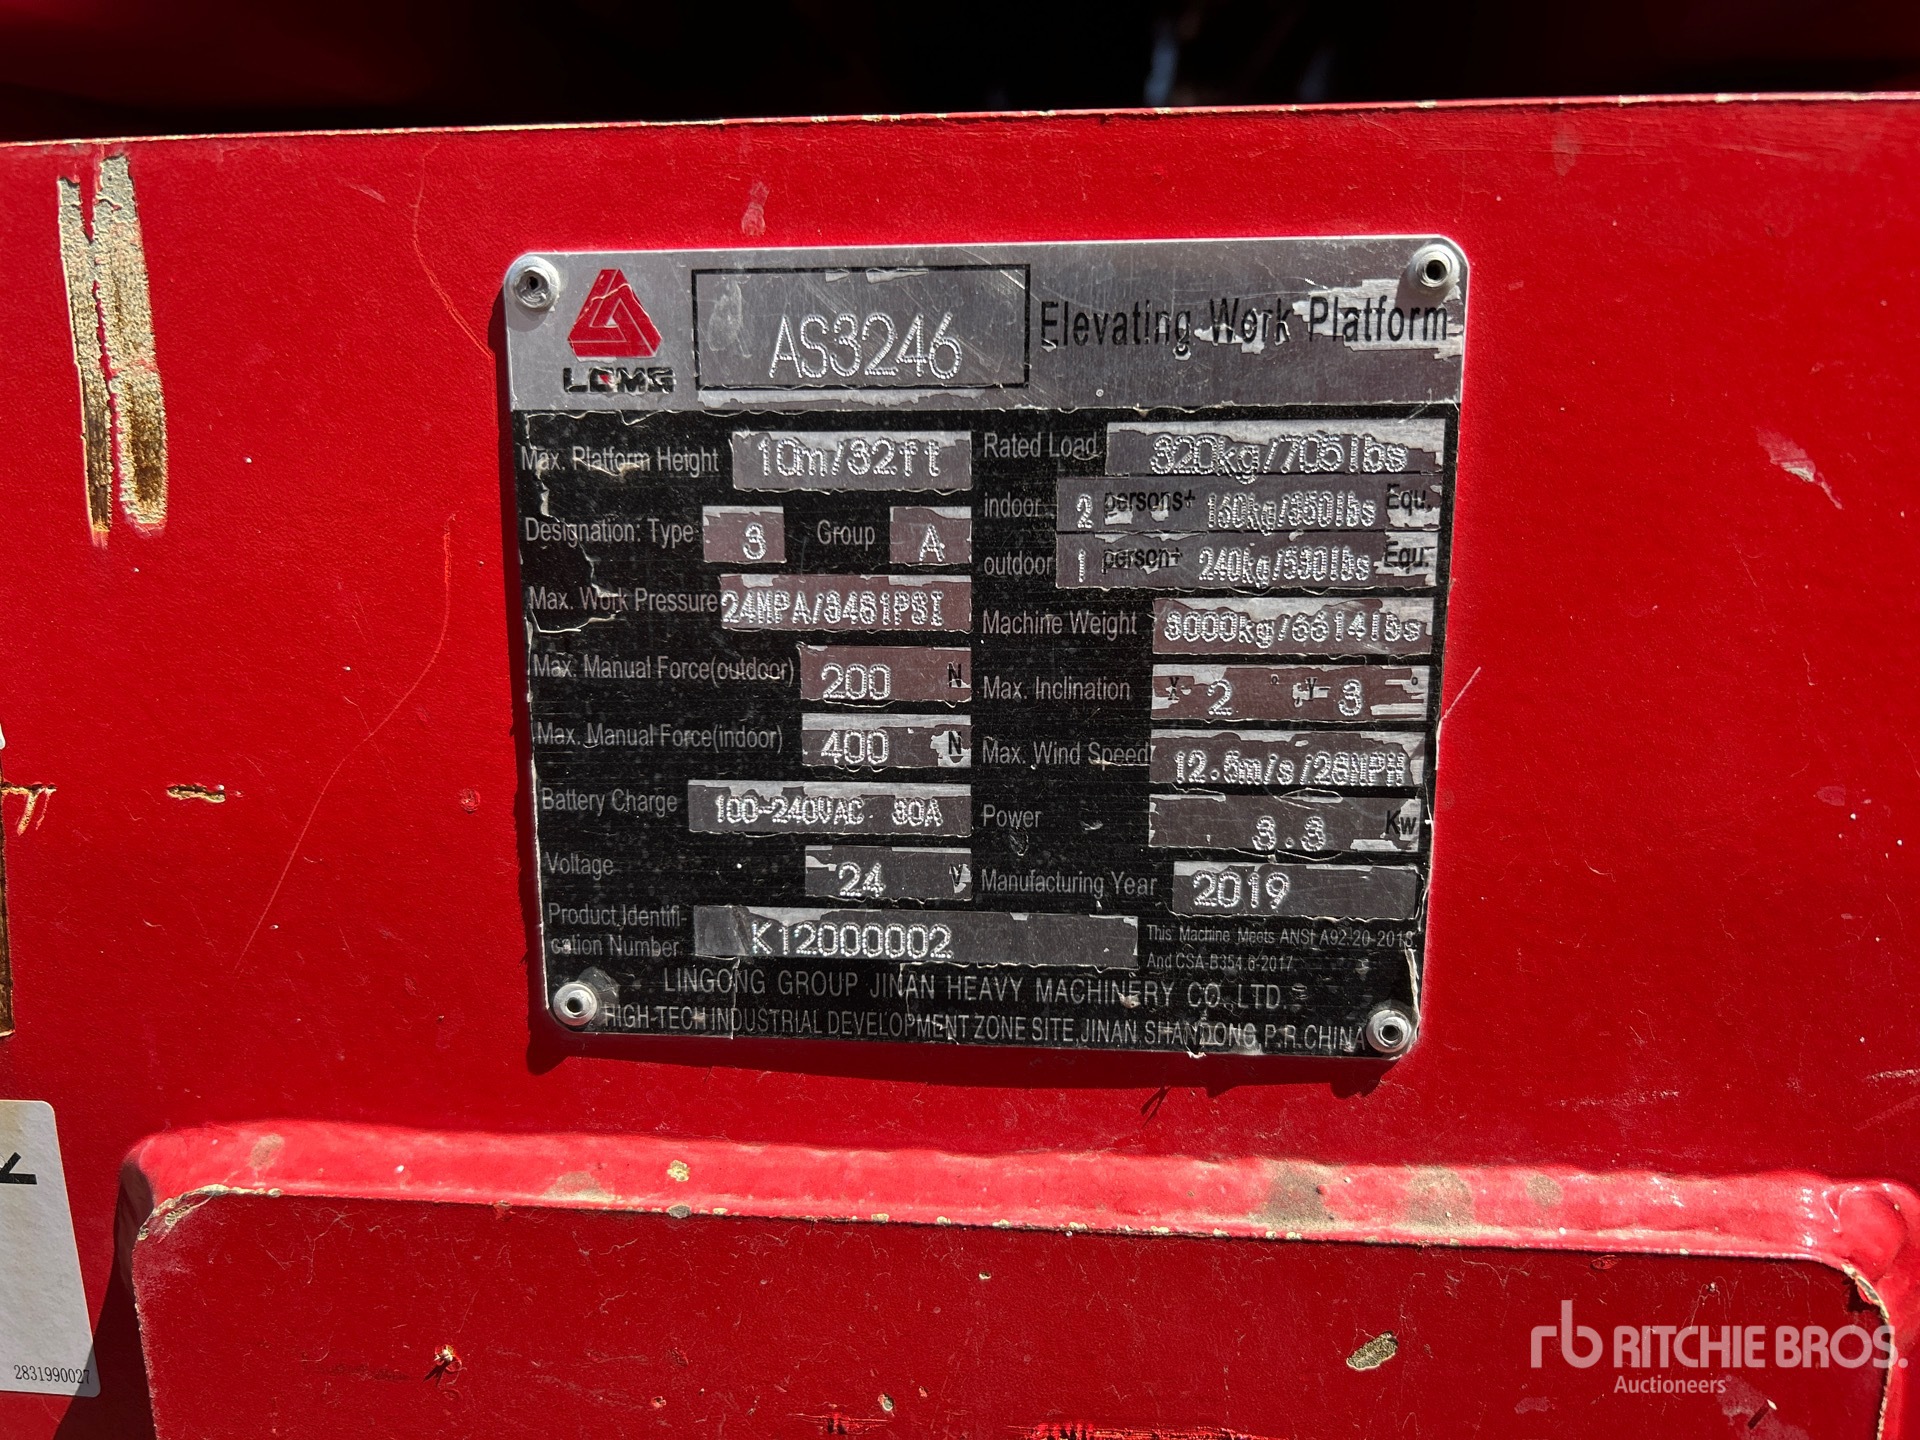 LGMG
AS3246
Elevating Work Platform
Max. Platform Height 10m/32ft
Rated Load 320kg/705lbs
indoor 2 persons+ 160kg/350lbs Equ.
Designation: Type 3 Group A
outdoor 1 person+ 240kg/530lbs Equ.
Max. Work Pressure 24MPA/3481PSI
Machine Weight 3000kg/6614lbs
Max. Manual Force(outdoor) 200 N
Max. Inclination X- 2 ° Y- 3 °
Max. Manual Force(indoor) 400 N
Max. Wind Speed 12.5m/s/28MPH
Battery Charge 100-240VAC 30A
Power 3.3 Kw
Voltage 24 V
Manufacturing Year 2019
Product Identifi-
cation Number K12000002
This Machine Meets ANSI A92.20-2018
And CSA-B354.6-2017
LINGONG GROUP JINAN HEAVY MACHINERY CO.,LTD.
HIGH-TECH INDUSTRIAL DEVELOPMENT ZONE SITE,JINAN SHANDONG,P.R.CHINA
2831990027
rb RITCHIE BROS.
Auctioneers